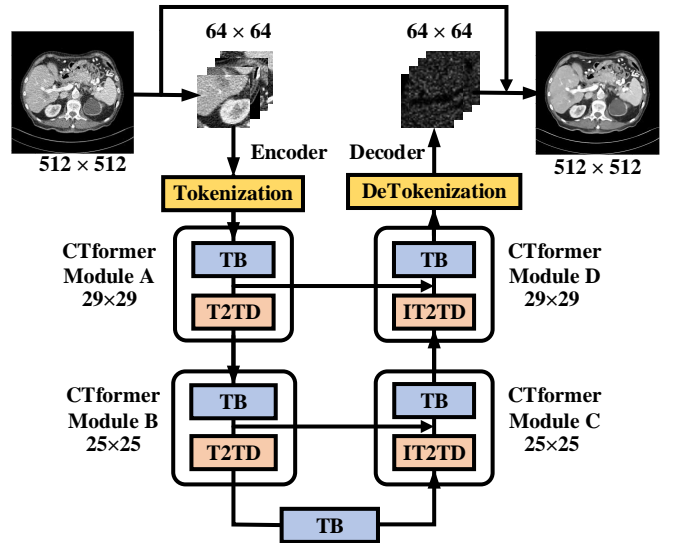 64 × 64
64 × 64
512 × 512
Encoder
Decoder
512 × 512
Tokenization
DeTokenization
CTformer
Module A
29×29
TB
T2TD
TB
IT2TD
CTformer
Module D
29×29
CTformer
Module B
25×25
TB
T2TD
TB
IT2TD
CTformer
Module C
25×25
TB